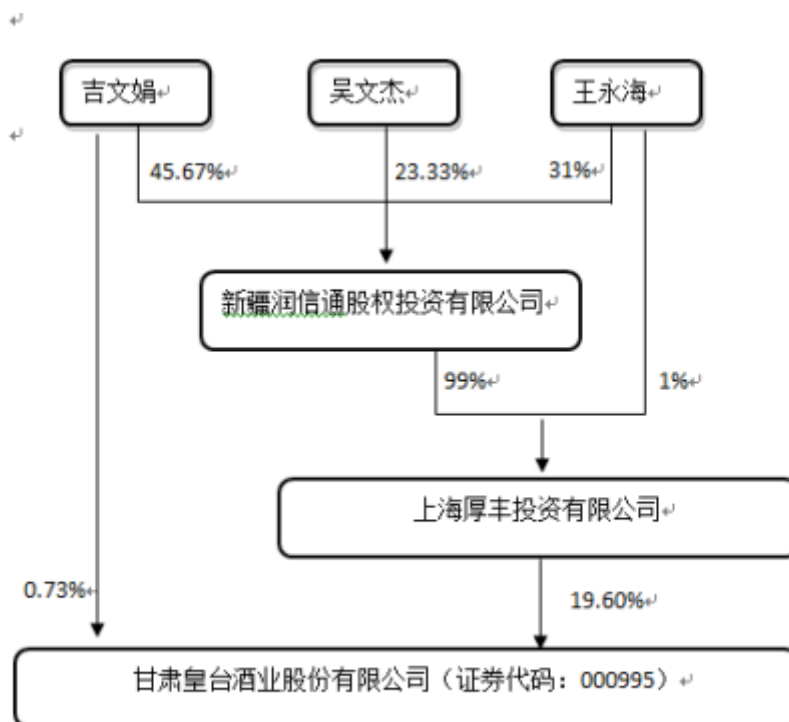 吉文娟
吴文杰
王永海
45.67%
23.33%
31%
新疆润信通股权投资有限公司
99%
1%
上海厚丰投资有限公司
0.73%
19.60%
甘肃皇台酒业股份有限公司（证券代码：000995）